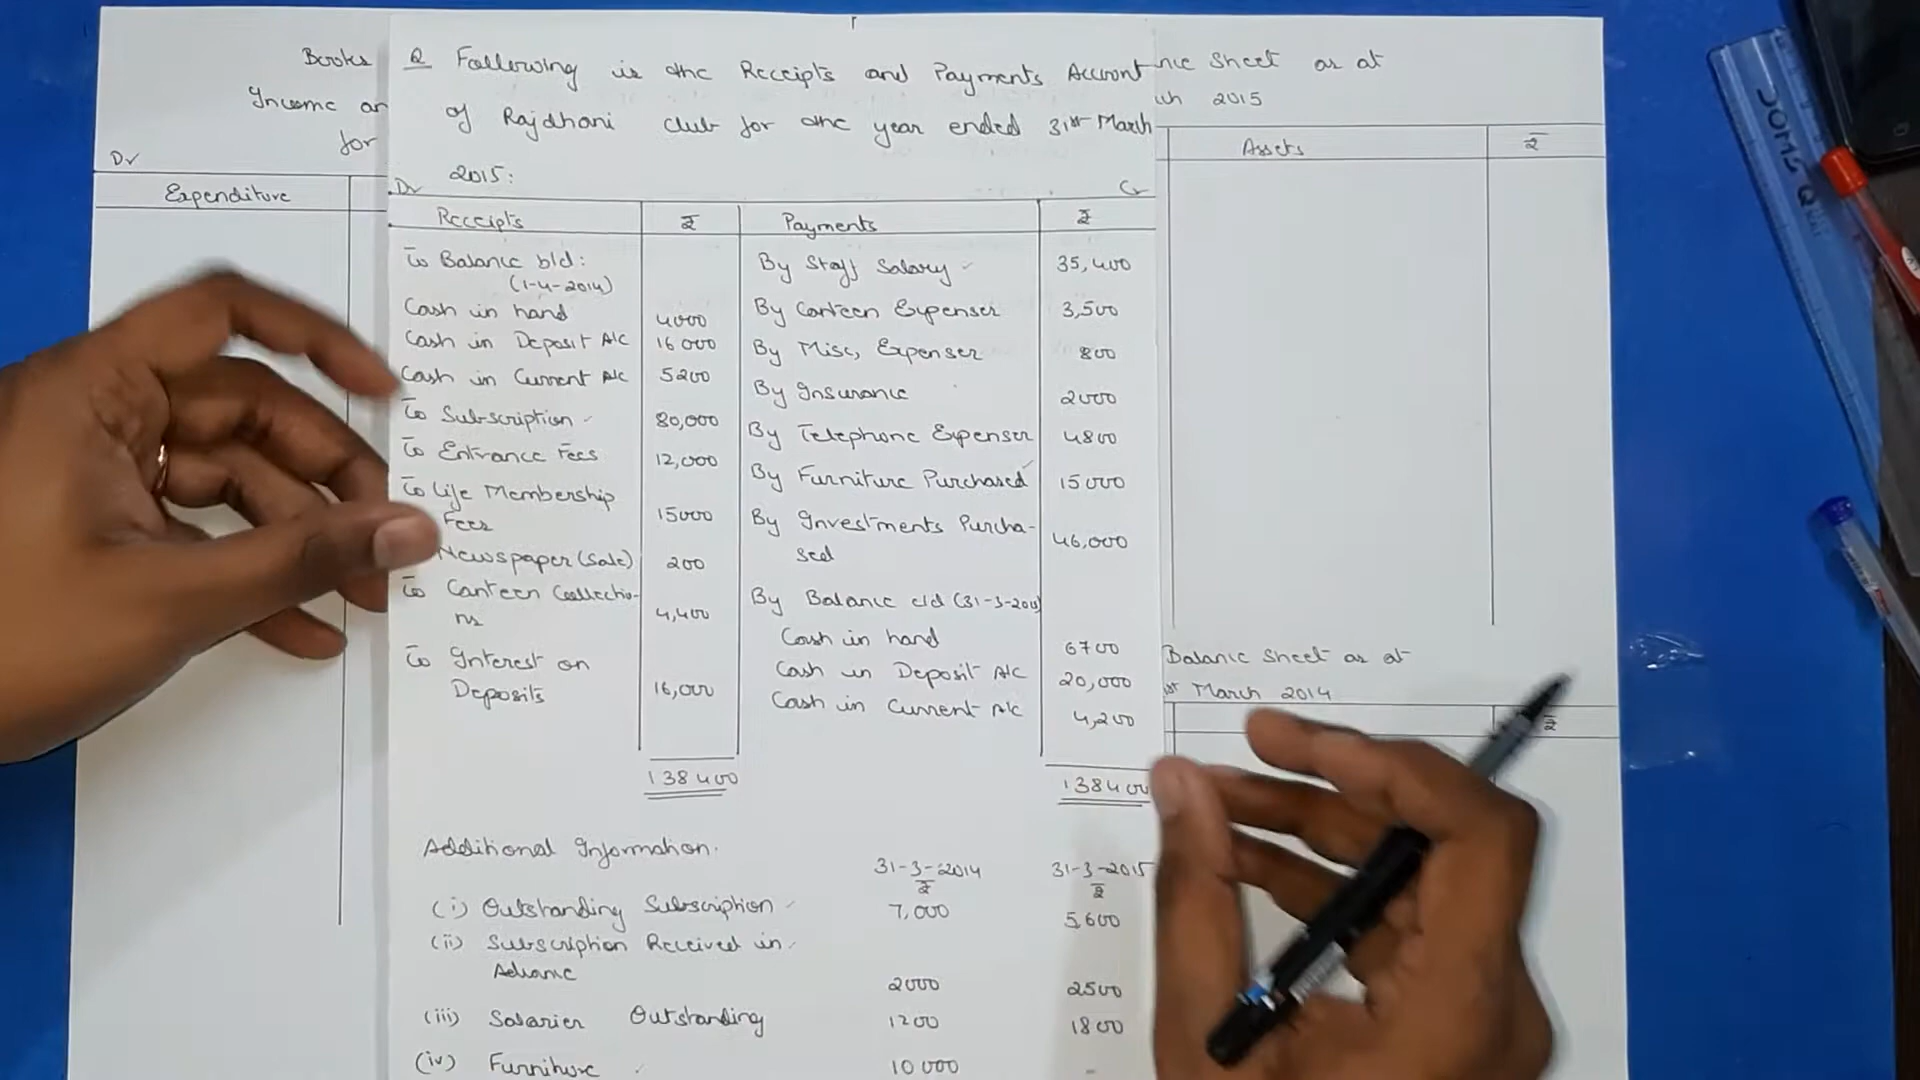 Books
Income an
for
Dr
Expenditure
Q Following is the Receipts and Payments Account
of Rajdhani Club for the year ended 31st March
2015:
Dr
Cr
Receipts
₹
Payments
₹
To Balance b/d:
(1-4-2014)
Cash in hand
4000
Cash in Deposit A/c
16000
Cash in Current A/c
5200
To Subscription
80,000
To Entrance Fees
12,000
To Life Membership
Fees
15000
Newspaper (Sale)
200
To Canteen Collectio-
ns
4,400
To Interest on
Deposits
16,000
138400
By Staff Salary
35,400
By Canteen Expenses
3,500
By Misc, Expenses
800
By Insurance
2000
By Telephone Expenses
4800
By Furniture Purchased
15000
By Investments Purcha-
sed
46,000
By Balance c/d
Cash in hand
6700
Cash in Deposit A/c
20,000
Cash in Current A/c
4,200
138400
Additional Information.
31-3-2014
₹
31-3-2015
₹
(i) Outstanding Subscription
7,000
5,600
(ii) Subscription Received in
Advance
2000
2500
(iii) Salaries Outstanding
1200
1800
(iv) Furniture
10000
-
nce Sheet as at
ch 2015
Assets
₹
Balance Sheet as at
st March 2014
₹
JOMS